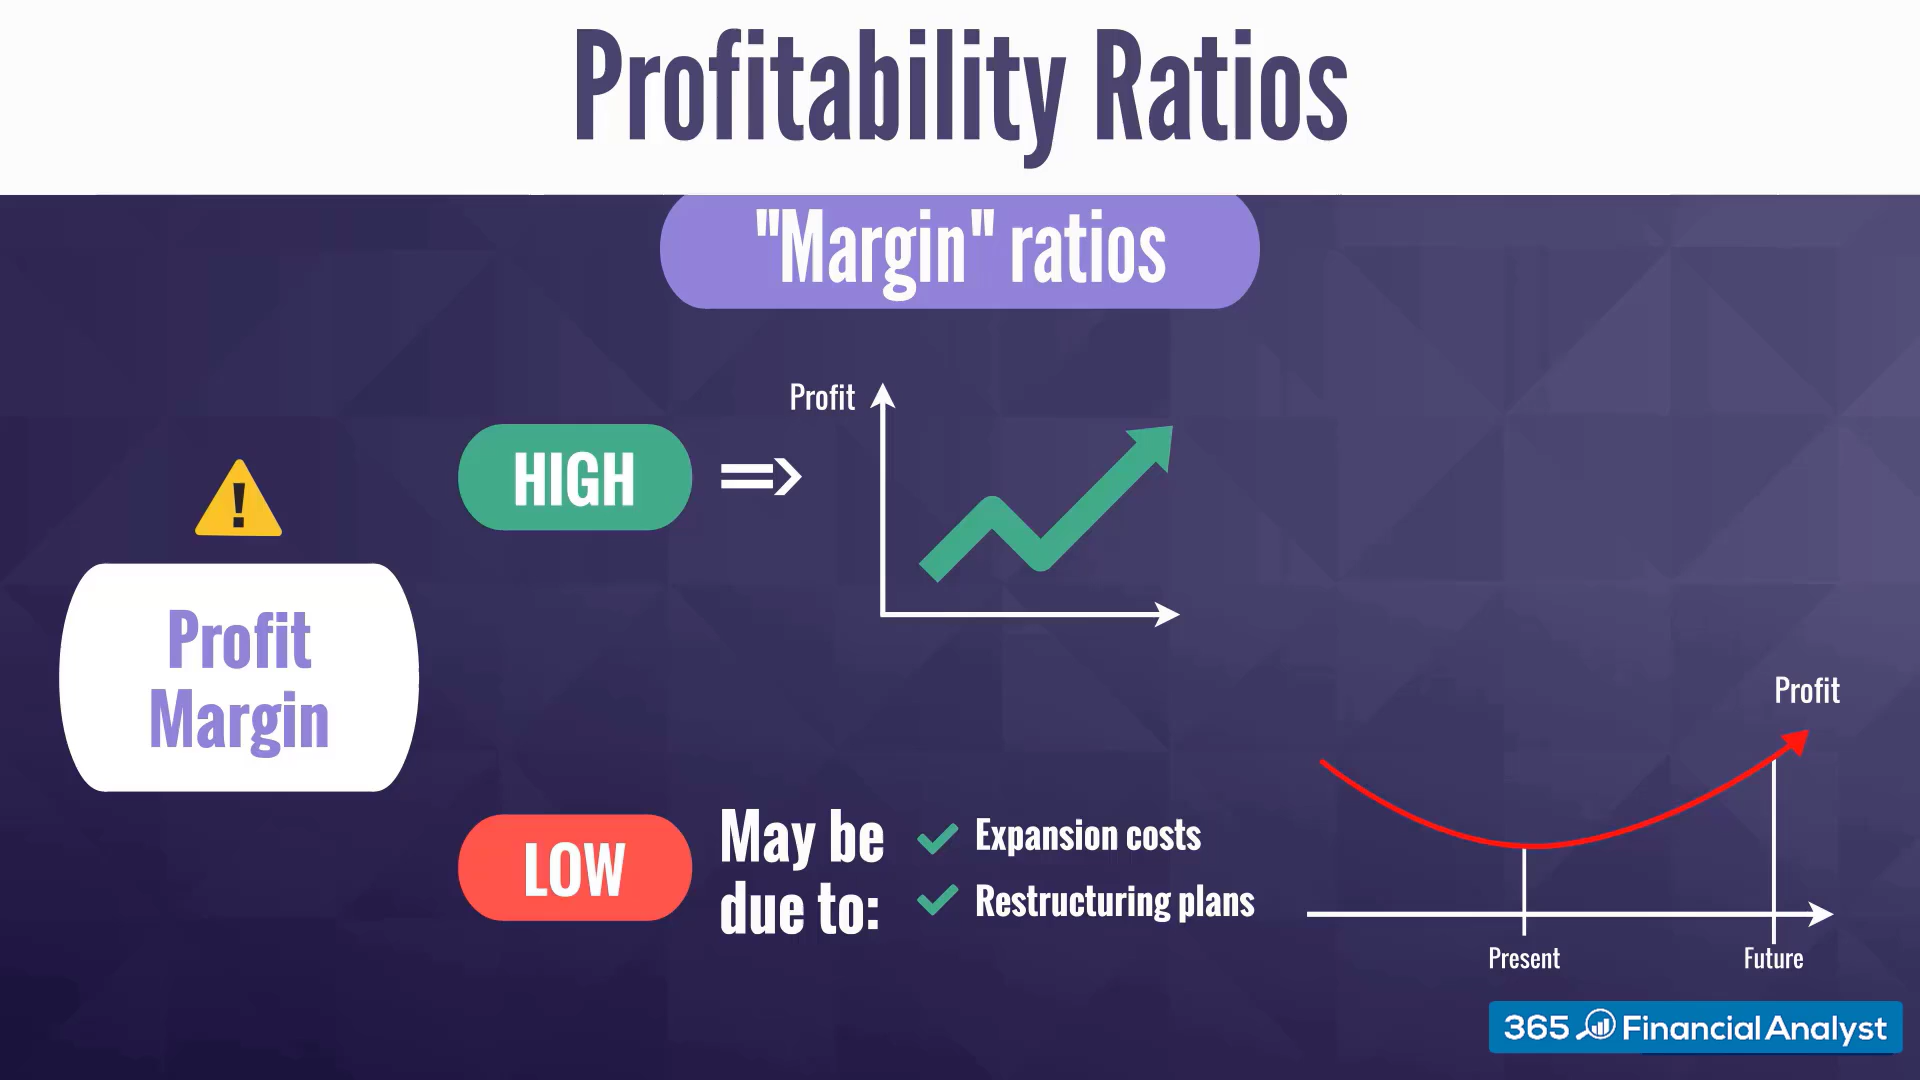 Profitability Ratios
"Margin" ratios
Profit
HIGH
!
Profit
Margin
Profit
LOW
May be
due to:
Expansion costs
Restructuring plans
Present
Future
365 Financial Analyst